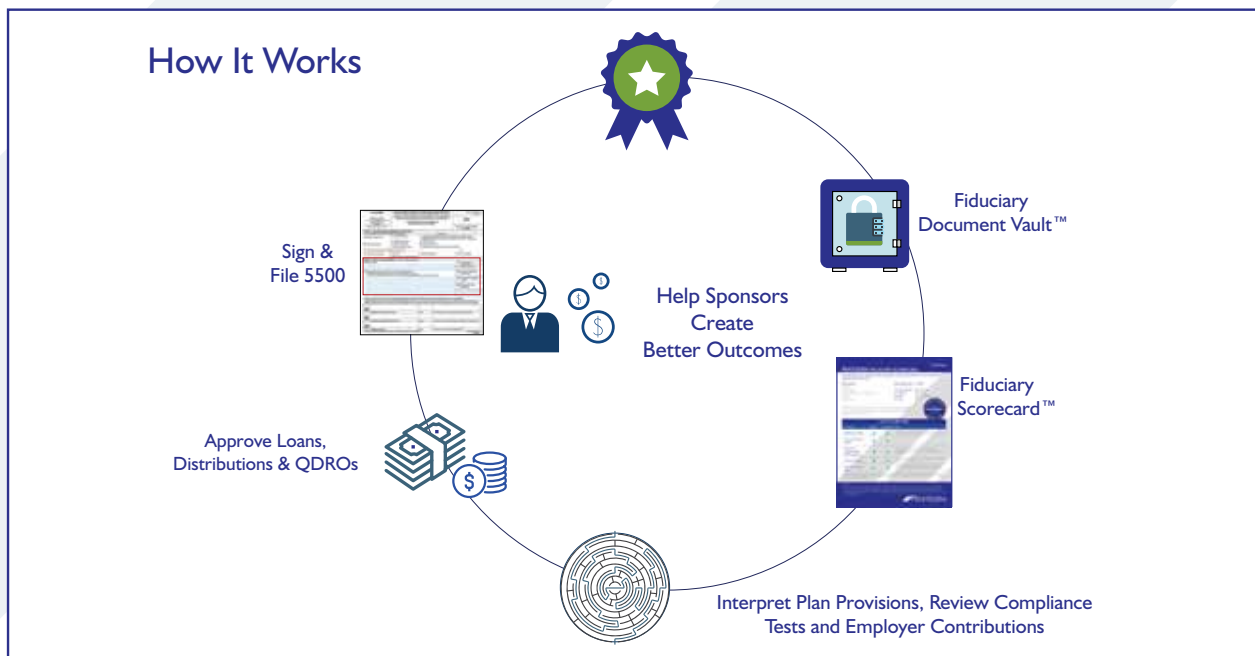 How It Works
Fiduciary
Document Vault™
Sign &
File 5500
Help Sponsors
Create
Better Outcomes
Fiduciary
Scorecard™
Approve Loans,
Distributions & QDROs
Interpret Plan Provisions, Review Compliance
Tests and Employer Contributions